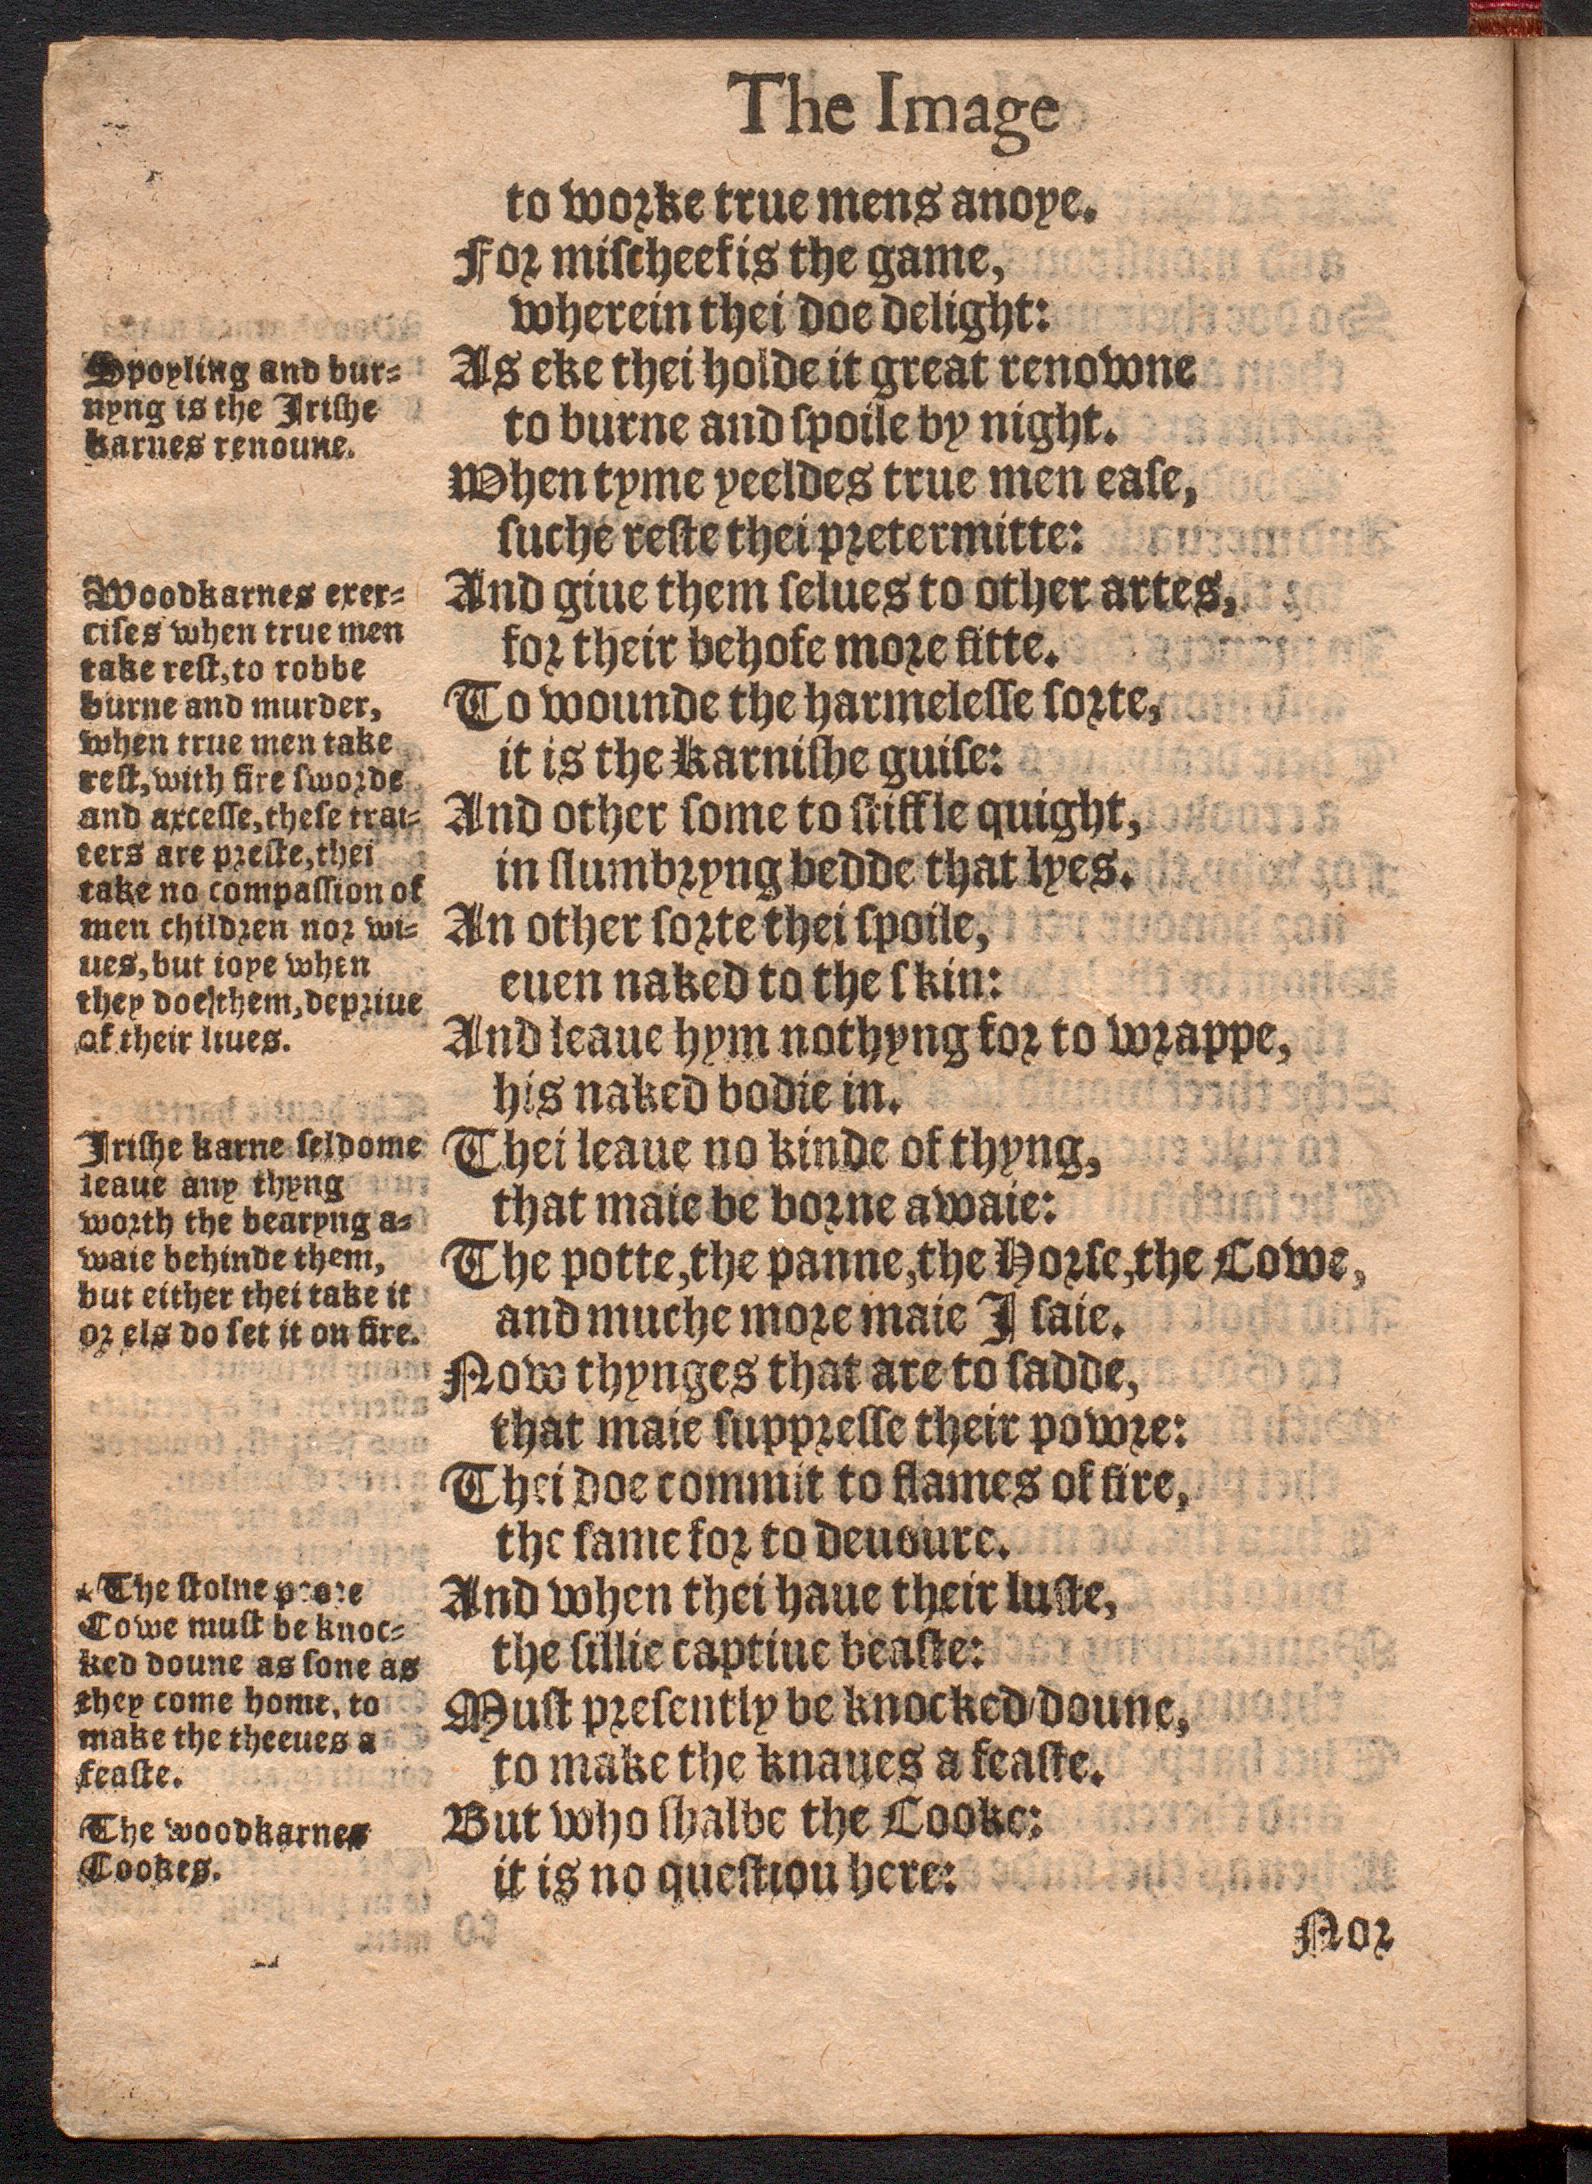 The Image
to worke true mens anoye.
For mischeef is the game,
wherein thei doe delight:
As eke thei holde it great renowne
to burne and spoile by night.
When tyme yeeldes true men ease,
suche reste thei pretermitte:
And giue them selues to other artes,
for their behofe more fitte.
To wounde the harmelesse sorte,
it is the karnishe guise:
And other some to stiffle quight,
in slumbryng bedde that lyes.
An other sorte thei spoile,
euen naked to the skin:
And leaue hym nothyng for to wrappe,
his naked bodie in.
Thei leaue no kinde of thyng,
that maie be borne awaie:
The potte, the panne, the Horse, the Cowe,
and muche more maie I saie.
Now thynges that are to sadde,
that maie suppresse their powre:
Thei doe commit to flames of fire,
the same for to deuoure.
And when thei haue their luste,
the sillie captiue beaste:
Must presently be knocked doune,
to make the knaues a feaste.
But who shalbe the Cooke:
it is no question here:
Nor
Spoyling and bur=
nyng is the Irishe
karnes renoune.
Woodkarnes exer=
cises when true men
take rest, to robbe
burne and murder,
when true men take
rest, with fire sworde
and axcesse, these trai=
ters are preste, thei
take no compassion of
men children nor wi=
ues, but ioye when
they doe them, depriue
of their liues.
Irishe karne seldome
leaue any thyng
worth the bearyng a=
waie behinde them,
but either thei take it
or els do set it on fire.
* The stolne poore
Cowe must be knoc=
ked doune as sone as
they come home, to
make the theeues a
feaste.
The woodkarnes
Cookes.